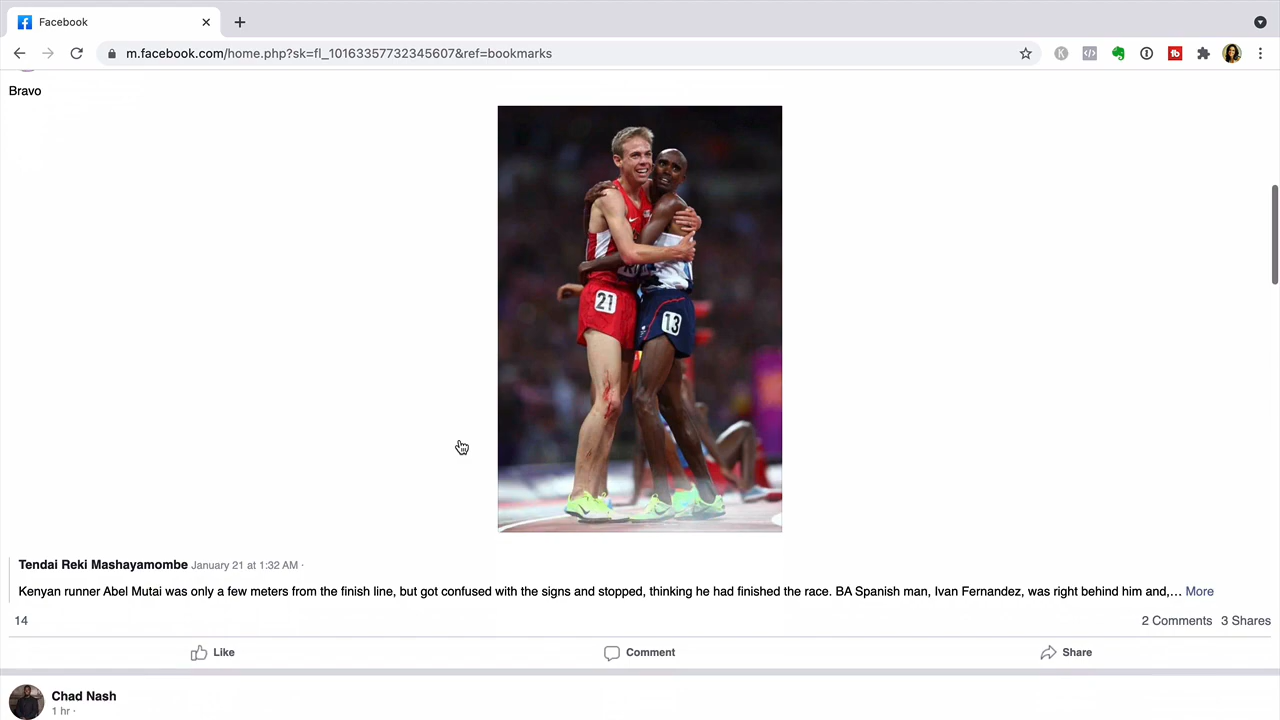 Facebook
m.facebook.com/home.php?sk=fl_10163357732345607&ref=bookmarks
Bravo
21
13
Tendai Reki Mashayamombe January 21 at 1:32 AM ·
Kenyan runner Abel Mutai was only a few meters from the finish line, but got confused with the signs and stopped, thinking he had finished the race. BA Spanish man, Ivan Fernandez, was right behind him and,... More
14 2 Comments 3 Shares
Like Comment Share
Chad Nash
1 hr ·